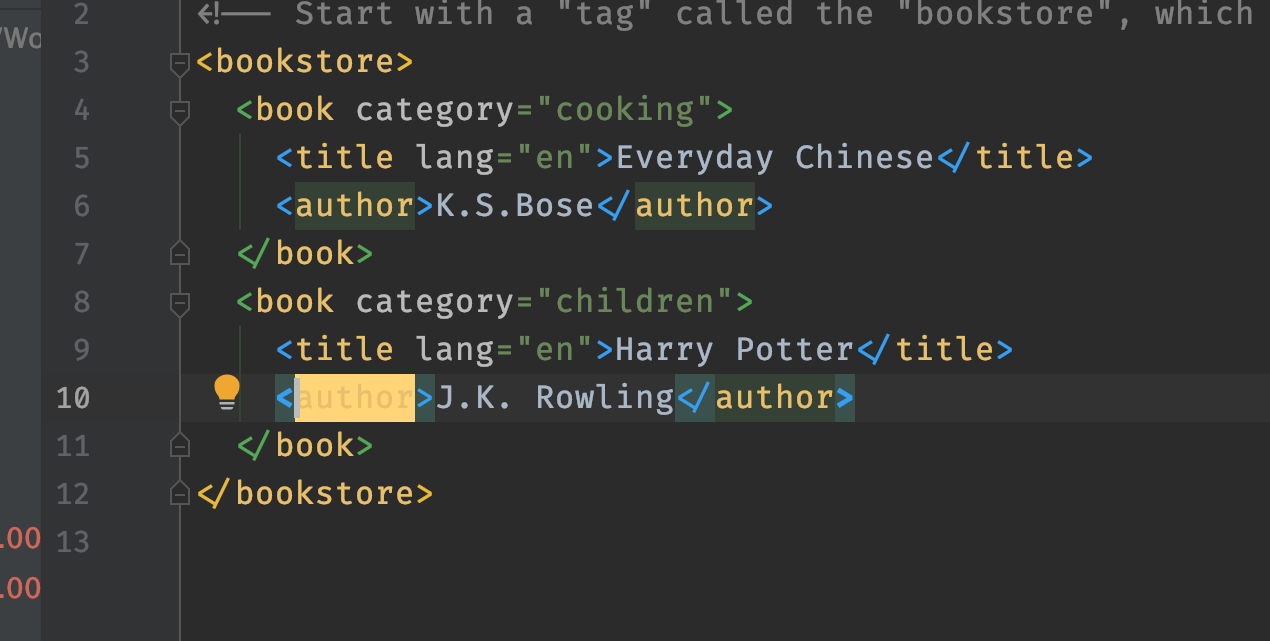 2 <!-- Start with a "tag" called the "bookstore", which
/Wo
3 <bookstore>
4 <book category="cooking">
5 <title lang="en">Everyday Chinese</title>
6 <author>K.S.Bose</author>
7 </book>
8 <book category="children">
9 <title lang="en">Harry Potter</title>
10 <author>J.K. Rowling</author>
11 </book>
12 </bookstore>
.00
13
.00